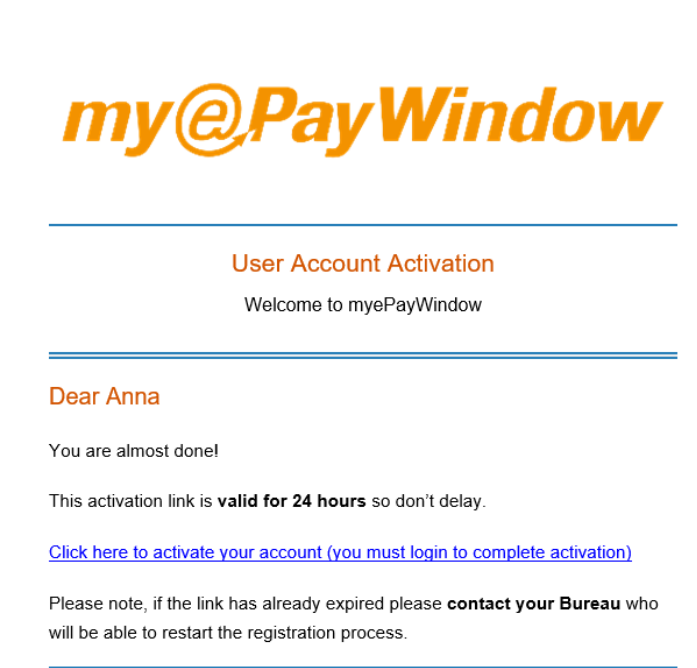 my@PayWindow
User Account Activation
Welcome to myePayWindow
Dear Anna
You are almost done!
This activation link is valid for 24 hours so don't delay.
Click here to activate your account (you must login to complete activation)
Please note, if the link has already expired please contact your Bureau who
will be able to restart the registration process.